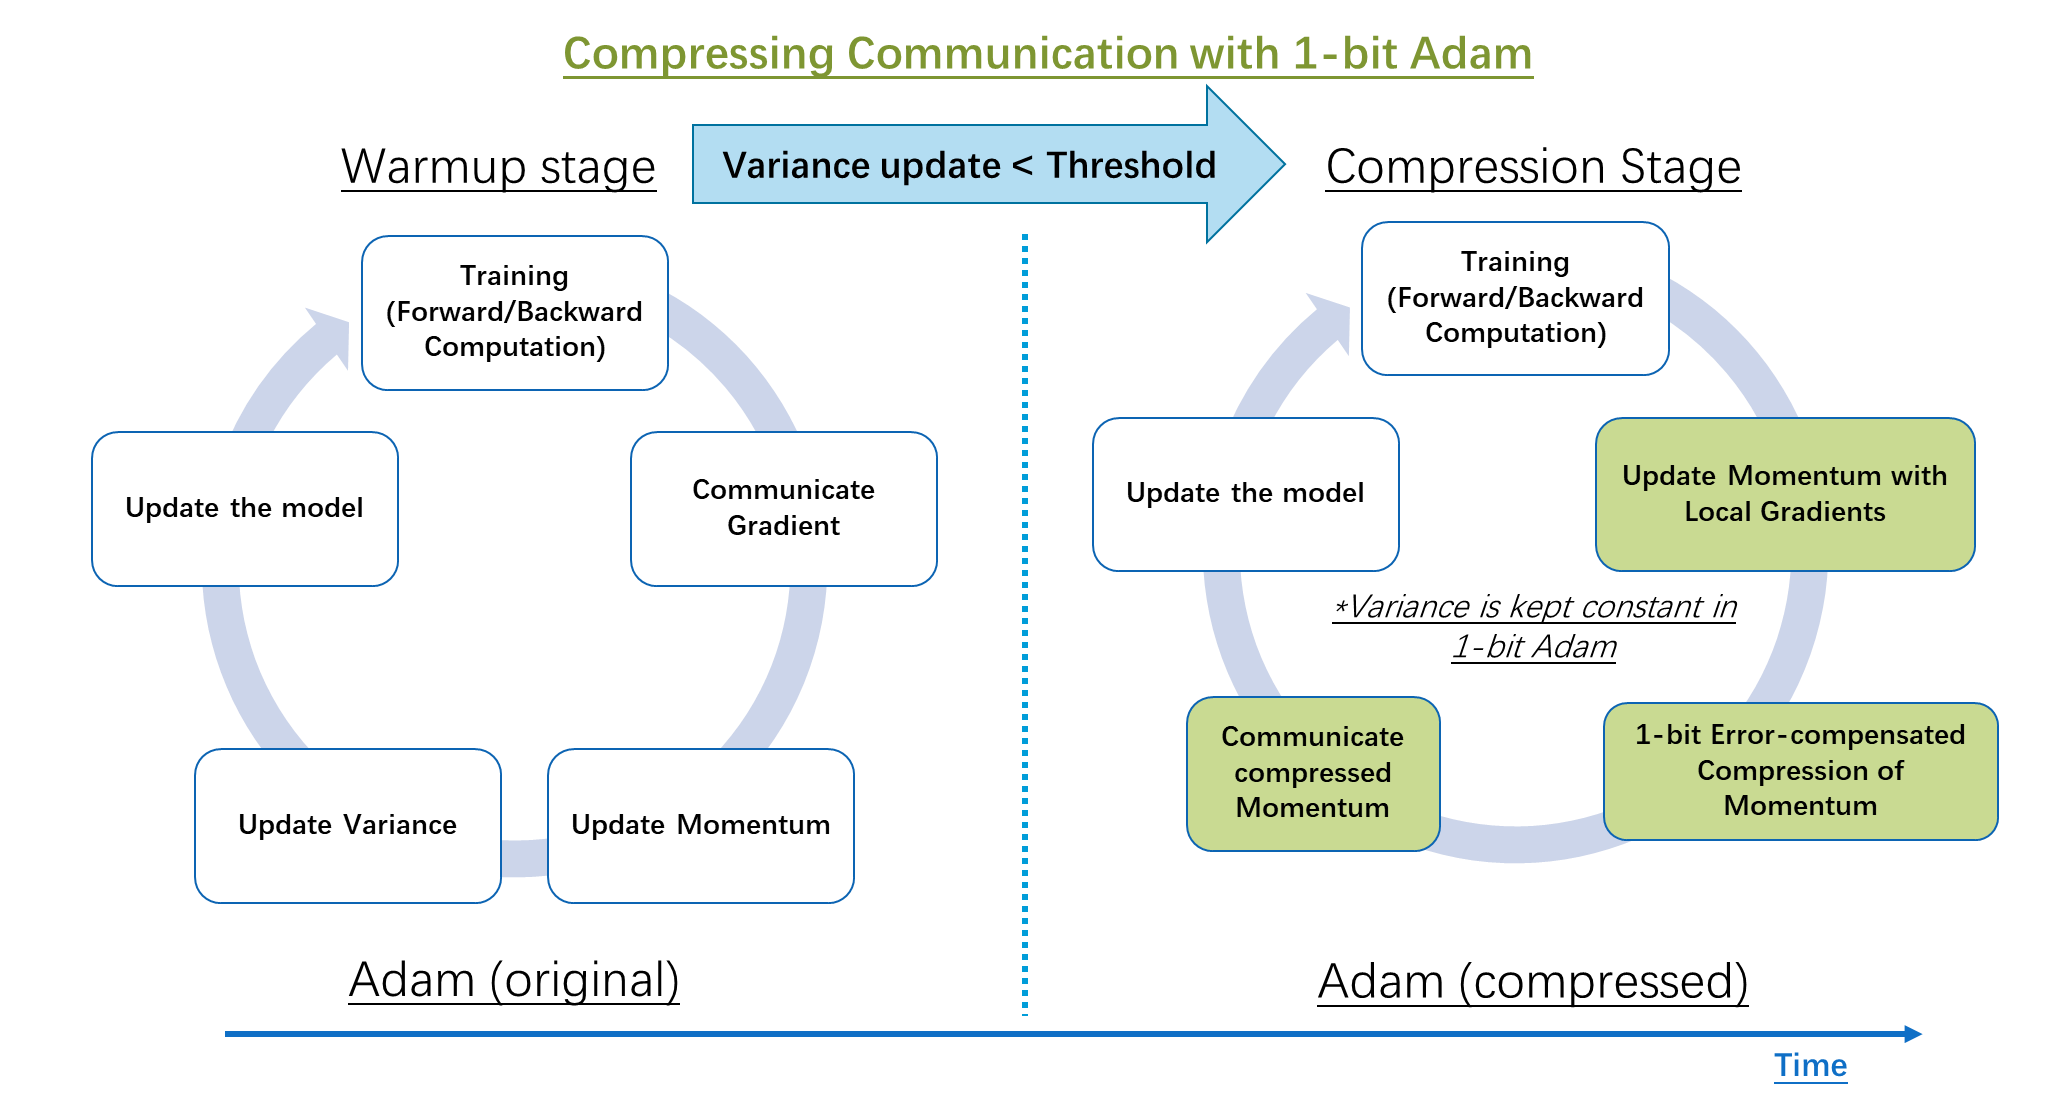 Compressing Communication with 1-bit Adam
Warmup stage
Variance update < Threshold
Compression Stage
Training
(Forward/Backward
Computation)
Communicate
Gradient
Update Momentum
Update Variance
Update the model
Adam (original)
Training
(Forward/Backward
Computation)
Update Momentum with
Local Gradients
1-bit Error-compensated
Compression of
Momentum
Communicate
compressed
Momentum
Update the model
*Variance is kept constant in
1-bit Adam
Adam (compressed)
Time